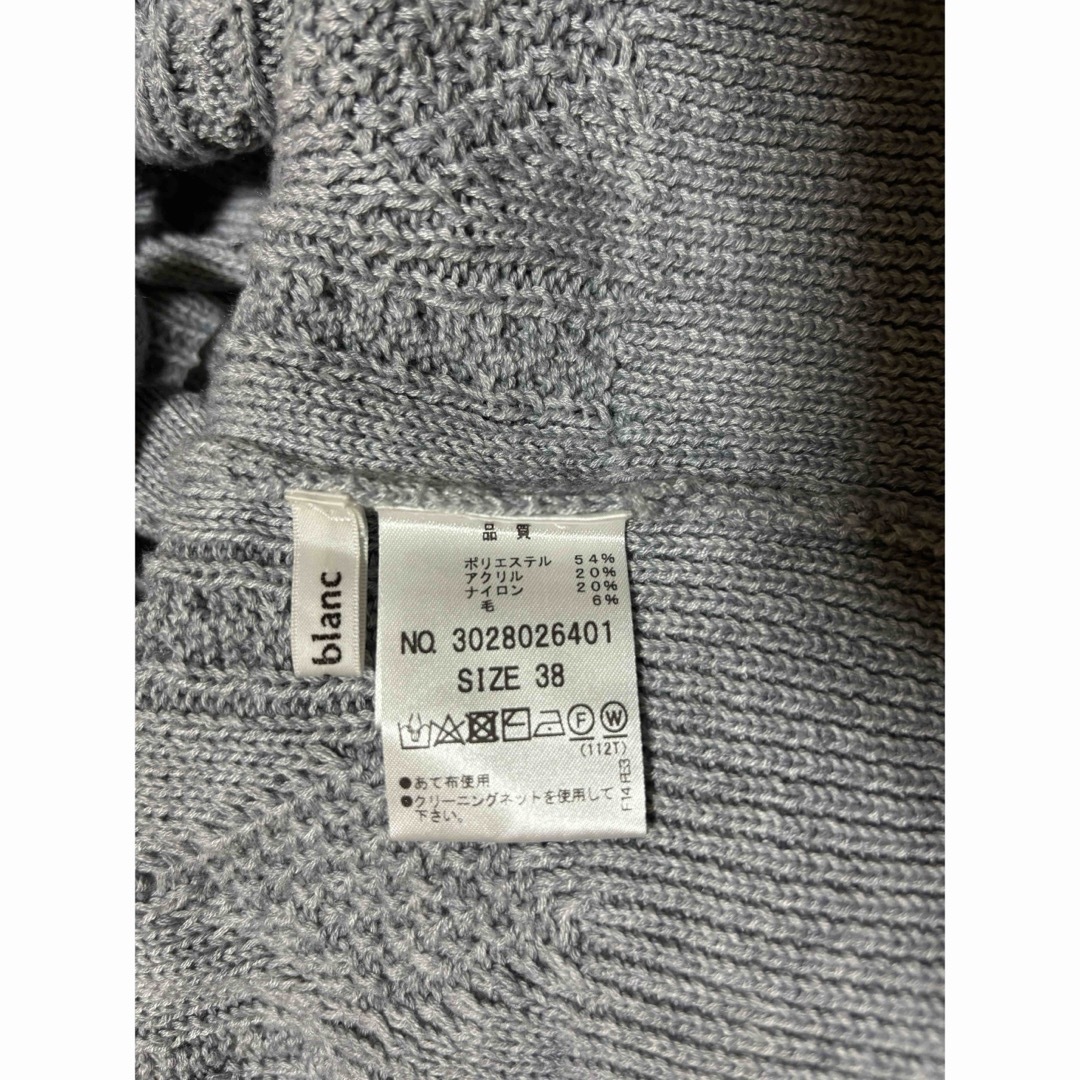 blanc
品 質
ポリエステル 54%
アクリル 20%
ナイロン 20%
毛 6%
NO. 3028026401
SIZE 38
F W
(112T)
●あて布使用
●クリーニングネットを使用して
下さい。